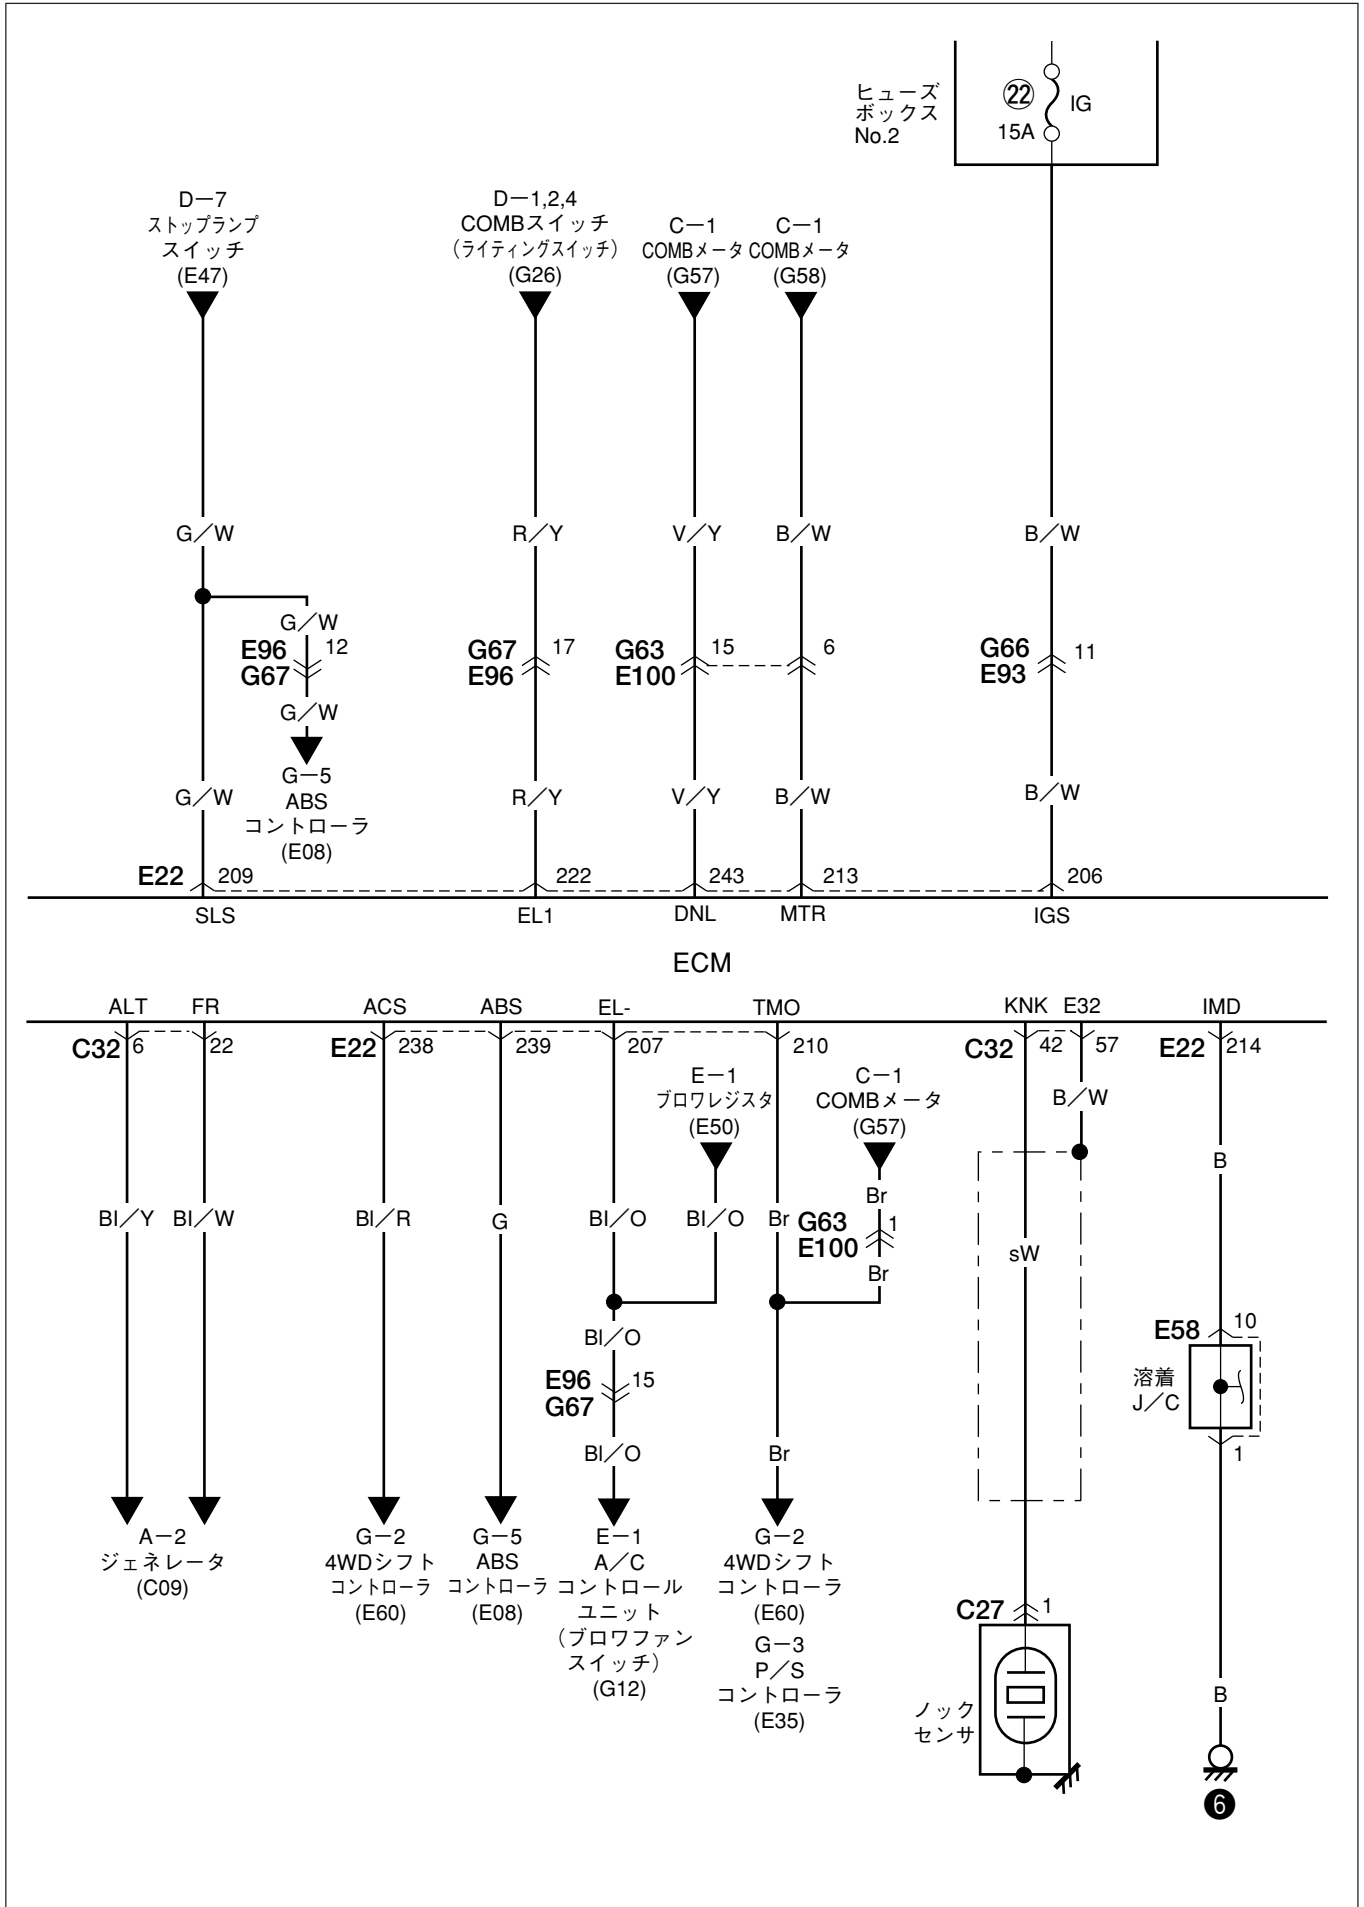 ヒューズ
ボックス
No.2
22
IG
15A
D－7
ストップランプ
スイッチ
(E47)
D－1,2,4
COMBスイッチ
（ライティングスイッチ）
(G26)
C－1
COMBメータ
(G57)
C－1
COMBメータ
(G58)
G／W
R／Y
V／Y
B／W
B／W
G／W
E96
12
G67
G／W
G－5
ABS
コントローラ
(E08)
G67
17
E96
G63
15
E100
6
G66
11
E93
G／W
R／Y
V／Y
B／W
B／W
E22
209
222
243
213
206
SLS
EL1
DNL
MTR
IGS
ECM
ALT
FR
ACS
ABS
EL-
TMO
KNK
E32
IMD
C32
6
22
E22
238
239
207
210
C32
42
57
E22
214
E－1
ブロワレジスタ
(E50)
C－1
COMBメータ
(G57)
B／W
B
Bl／Y
Bl／W
Bl／R
G
Bl／O
Bl／O
Br
Br
G63
1
E100
Br
sW
Bl／O
E96
15
G67
Bl／O
Br
E58
10
溶着
J／C
1
A－2
ジェネレータ
(C09)
G－2
4WDシフト
コントローラ
(E60)
G－5
ABS
コントローラ
(E08)
E－1
A／C
コントロール
ユニット
（ブロワファン
スイッチ）
(G12)
G－2
4WDシフト
コントローラ
(E60)
G－3
P／S
コントローラ
(E35)
C27
1
ノック
センサ
B
6